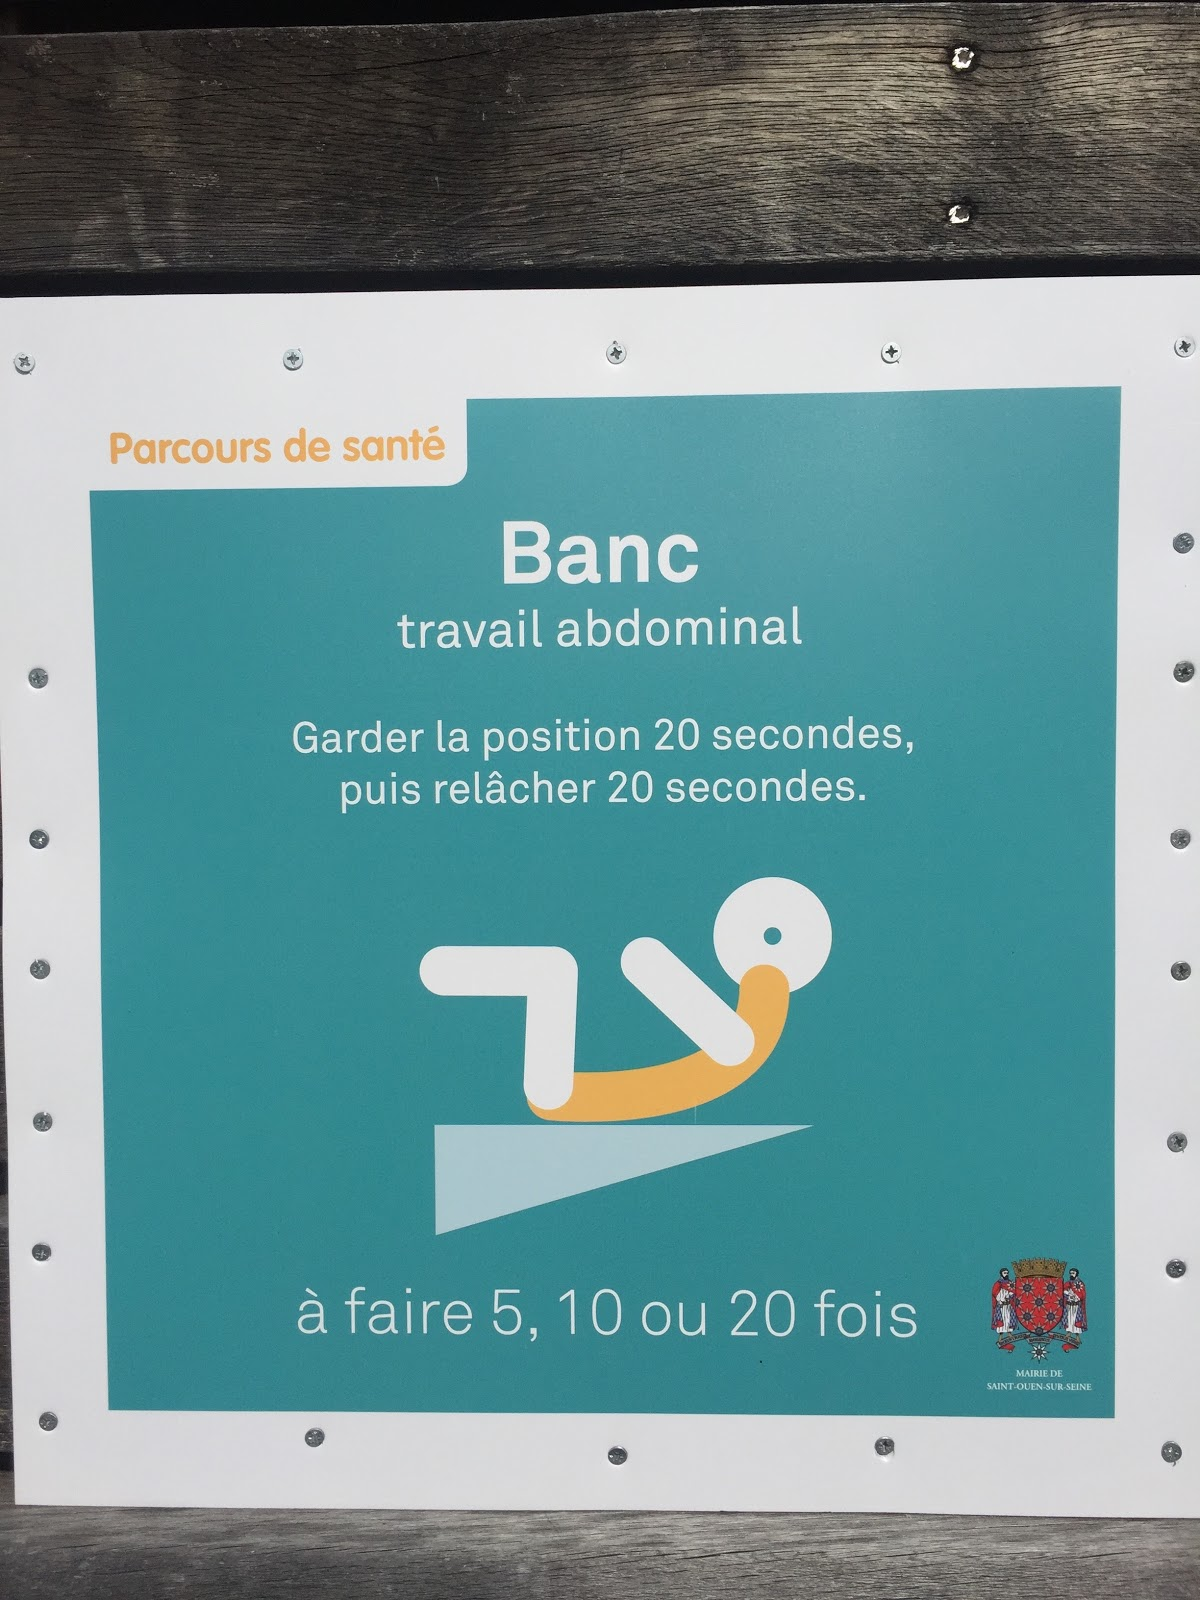 Parcours de santé
Banc
travail abdominal
Garder la position 20 secondes,
puis relâcher 20 secondes.
à faire 5, 10 ou 20 fois
MAIRIE DE
SAINT-OUEN-SUR-SEINE